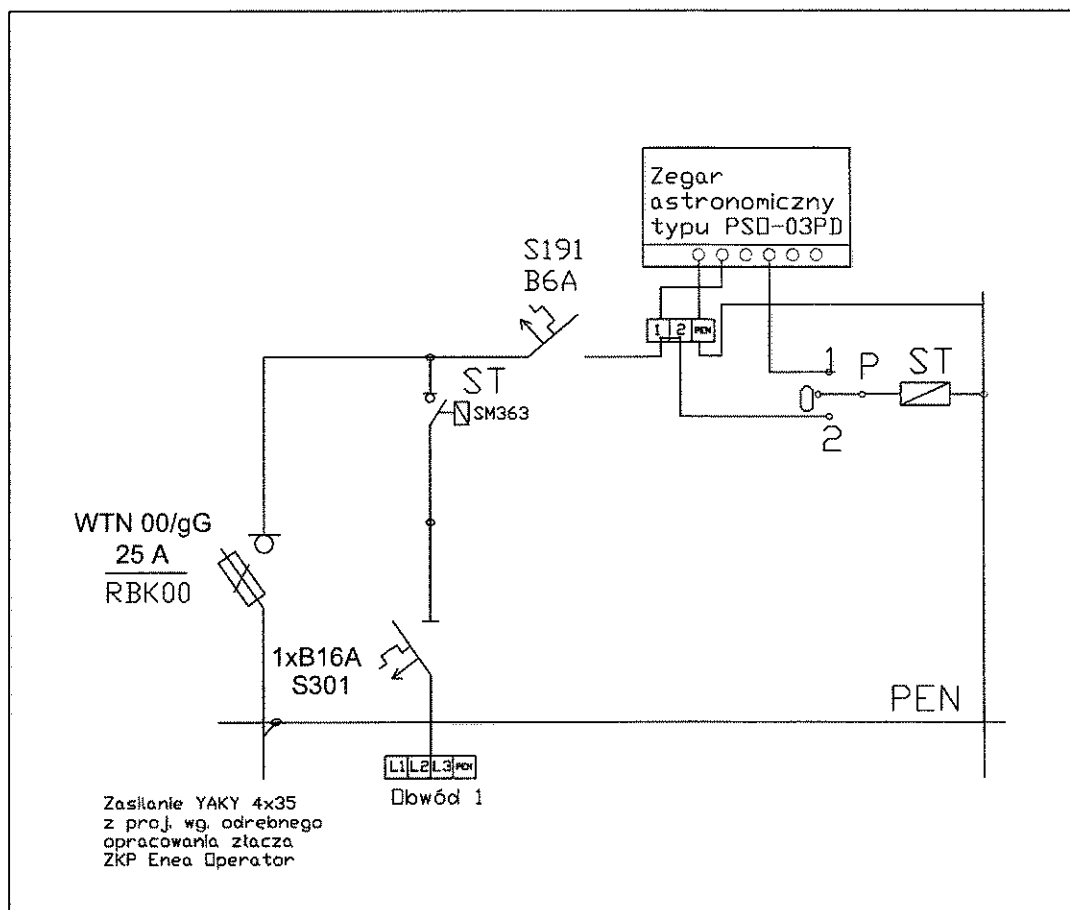 Zegar
astronomiczny
typu PSO-03PD
S191
B6A
1 2 PEN
1
P
ST
2
ST
SM363
WTN 00/gG
25 A
RBK00
1xB16A
S301
PEN
L1 L2 L3 PEN
Obwód 1
Zasilanie YAKY 4x35
z proj. wg. odrebnego
opracowania złacza
ZKP Enea Operator